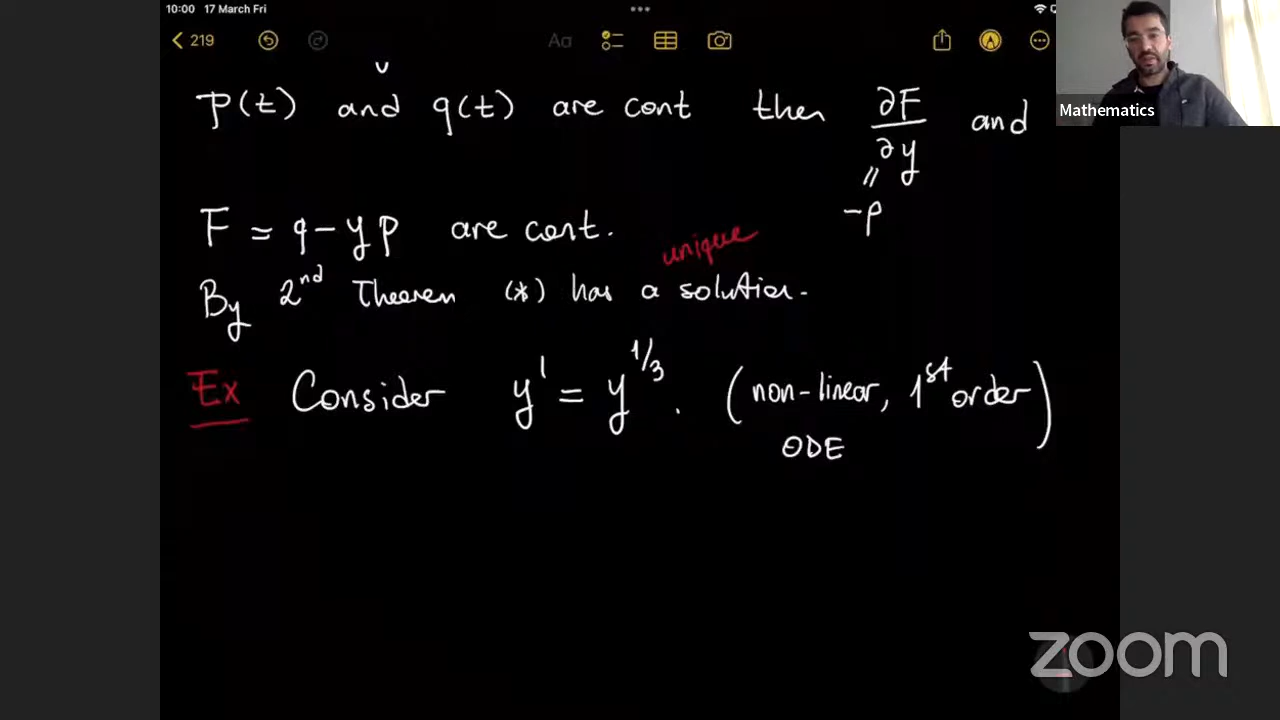 10:00 17 March Fri
219
Aα
Mathematics
p(t) and q(t) are cont then ∂F/∂y and
=
-p
F = q - yp are cont.
unique
By 2nd Theorem (*) has a solution.
Ex Consider y' = y^1/3. (non-linear, 1st order)
ODE
zoom